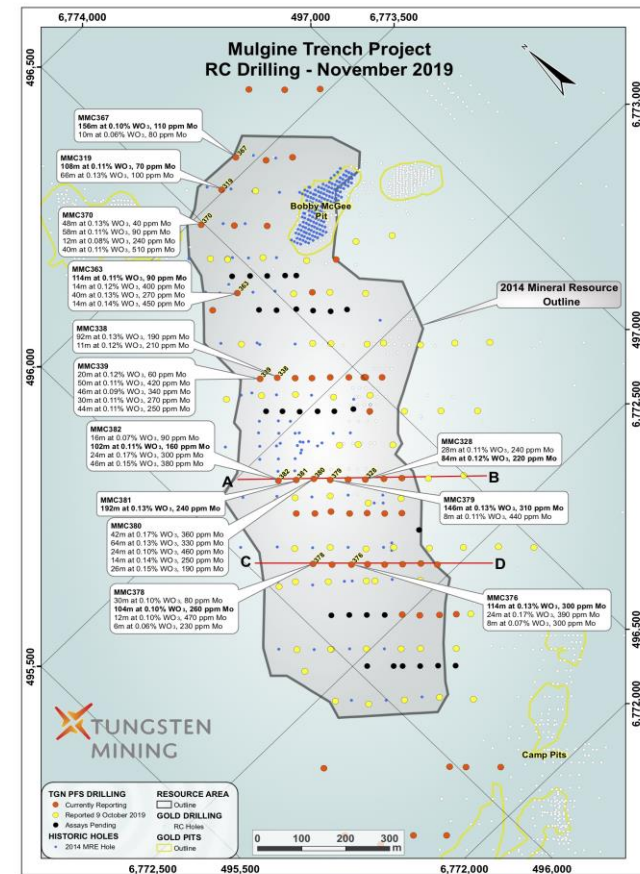 6,774,000
497,000
6,773,500
Mulgine Trench Project
RC Drilling - November 2019
N
496,500
6,773,000
MMC367
156m at 0.10% WO₃, 110 ppm Mo
10m at 0.06% WO₃, 80 ppm Mo
367
MMC319
108m at 0.11% WO₃, 70 ppm Mo
66m at 0.13% WO₃, 100 ppm Mo
319
Bobby McGee
Pit
MMC370
48m at 0.13% WO₃, 40 ppm Mo
58m at 0.11% WO₃, 90 ppm Mo
12m at 0.08% WO₃, 240 ppm Mo
40m at 0.11% WO₃, 510 ppm Mo
370
MMC363
114m at 0.11% WO₃, 90 ppm Mo
14m at 0.12% WO₃, 400 ppm Mo
40m at 0.13% WO₃, 270 ppm Mo
14m at 0.14% WO₃, 450 ppm Mo
363
2014 Mineral Resource
Outline
497,000
MMC338
92m at 0.13% WO₃, 190 ppm Mo
11m at 0.12% WO₃, 210 ppm Mo
496,000
339
338
MMC339
20m at 0.12% WO₃, 60 ppm Mo
50m at 0.11% WO₃, 420 ppm Mo
46m at 0.09% WO₃, 340 ppm Mo
30m at 0.11% WO₃, 270 ppm Mo
44m at 0.11% WO₃, 250 ppm Mo
6,772,500
MMC382
16m at 0.07% WO₃, 90 ppm Mo
102m at 0.11% WO₃, 160 ppm Mo
24m at 0.17% WO₃, 300 ppm Mo
46m at 0.15% WO₃, 380 ppm Mo
MMC328
28m at 0.11% WO₃, 240 ppm Mo
84m at 0.12% WO₃, 220 ppm Mo
A
382
381
380
379
328
B
MMC381
192m at 0.13% WO₃, 240 ppm Mo
MMC379
146m at 0.13% WO₃, 310 ppm Mo
8m at 0.11% WO₃, 440 ppm Mo
MMC380
42m at 0.17% WO₃, 360 ppm Mo
64m at 0.13% WO₃, 330 ppm Mo
24m at 0.10% WO₃, 460 ppm Mo
14m at 0.14% WO₃, 250 ppm Mo
26m at 0.15% WO₃, 190 ppm Mo
C
378
376
D
MMC378
30m at 0.10% WO₃, 80 ppm Mo
104m at 0.10% WO₃, 260 ppm Mo
12m at 0.10% WO₃, 470 ppm Mo
6m at 0.06% WO₃, 230 ppm Mo
MMC376
114m at 0.13% WO₃, 300 ppm Mo
24m at 0.17% WO₃, 390 ppm Mo
8m at 0.07% WO₃, 300 ppm Mo
496,500
495,500
6,772,000
TUNGSTEN
MINING
Camp Pits
TGN PFS DRILLING
Currently Reporting
Reported 9 October 2019
Assays Pending
HISTORIC HOLES
2014 MRE Hole
RESOURCE AREA
Outline
GOLD DRILLING
RC Holes
GOLD PITS
Outline
0 100 200 300
m
6,772,500
495,500
6,772,000
496,000